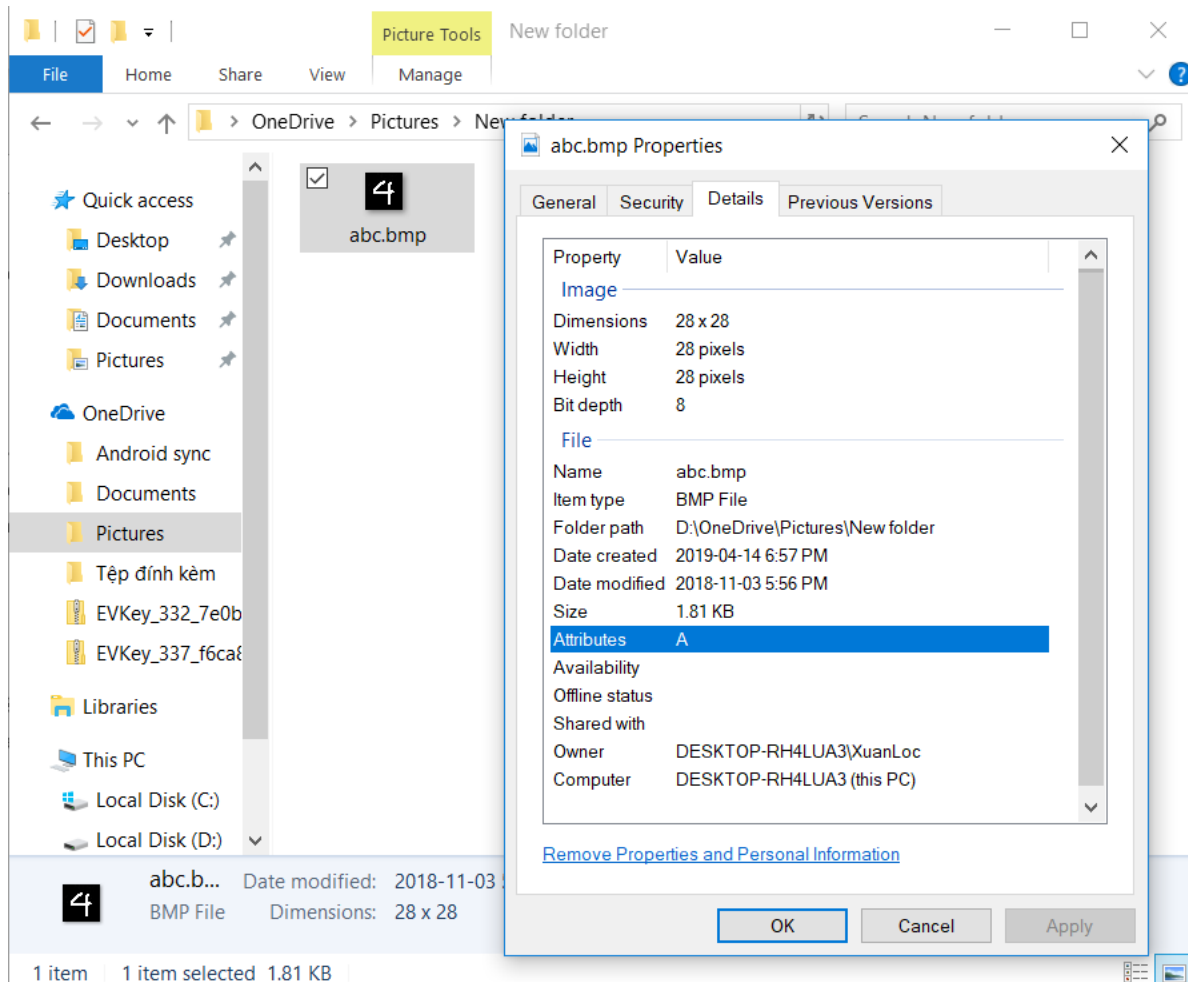 Picture Tools New folder
File Home Share View Manage
OneDrive > Pictures >
Quick access
Desktop
Downloads
Documents
Pictures
OneDrive
Android sync
Documents
Pictures
Tệp đính kèm
EVKey_332_7e0b
EVKey_337_f6ca
Libraries
This PC
Local Disk (C:)
Local Disk (D:)
4
abc.bmp
abc.bmp Properties
General Security Details Previous Versions
Property Value
Image
Dimensions 28 x 28
Width 28 pixels
Height 28 pixels
Bit depth 8
File
Name abc.bmp
Item type BMP File
Folder path D:\OneDrive\Pictures\New folder
Date created 2019-04-14 6:57 PM
Date modified 2018-11-03 5:56 PM
Size 1.81 KB
Attributes A
Availability
Offline status
Shared with
Owner DESKTOP-RH4LUA3\XuanLoc
Computer DESKTOP-RH4LUA3 (this PC)
Remove Properties and Personal Information
OK Cancel Apply
4
abc.b... Date modified: 2018-11-03
BMP File Dimensions: 28 x 28
1 item 1 item selected 1.81 KB